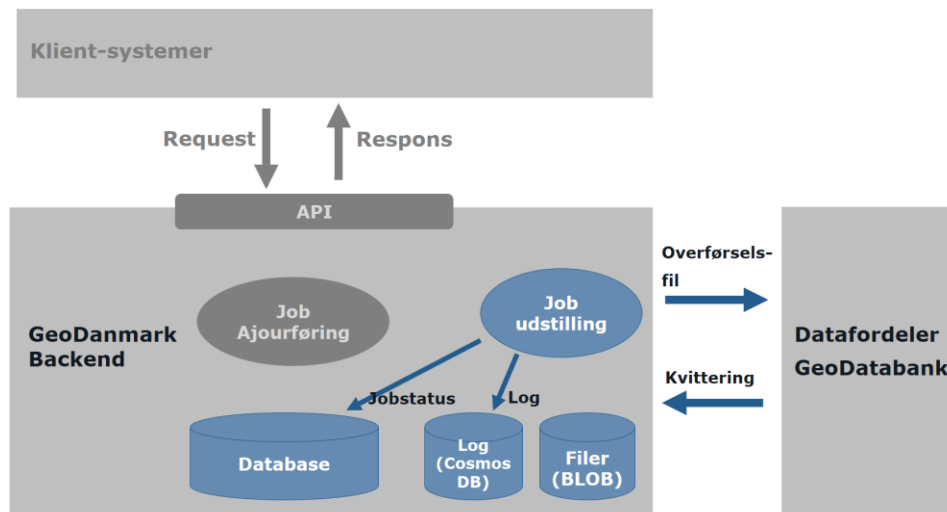 Klient-systemer
Request
Respons
API
GeoDanmark
Backend
Job
Ajourføring
Job
udstilling
Jobstatus
Log
Database
Log
(Cosmos
DB)
Filer
(BLOB)
Overførsels-
fil
Kvittering
Datafordeler
GeoDatabank